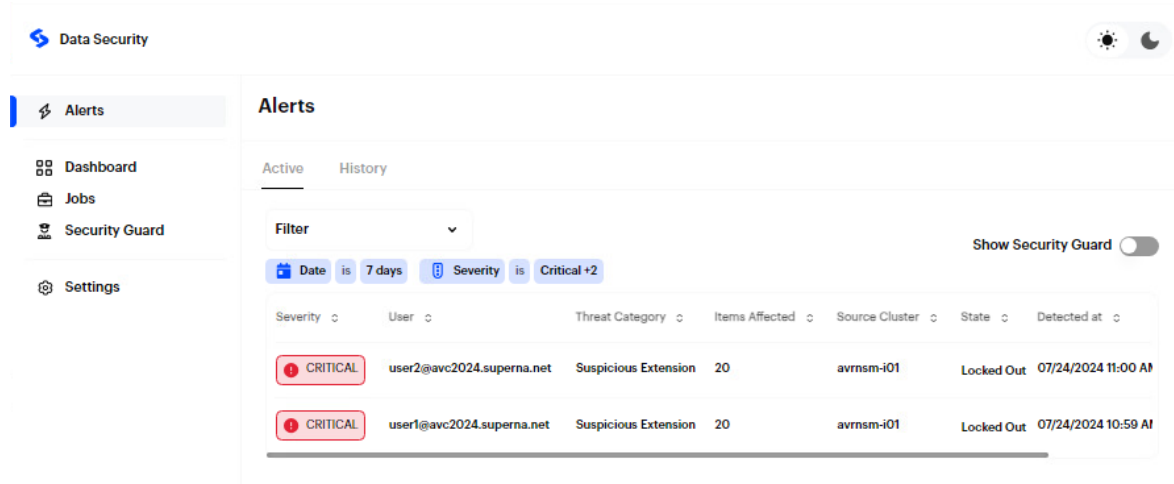 Data Security
Alerts
Dashboard
Jobs
Security Guard
Settings
Alerts
Active History
Filter
Show Security Guard
Date is 7 days Severity is Critical +2
Severity User Threat Category Items Affected Source Cluster State Detected at
CRITICAL user2@avc2024.superna.net Suspicious Extension 20 avrnsm-i01 Locked Out 07/24/2024 11:00 AM
CRITICAL user1@avc2024.superna.net Suspicious Extension 20 avrnsm-i01 Locked Out 07/24/2024 10:59 AM